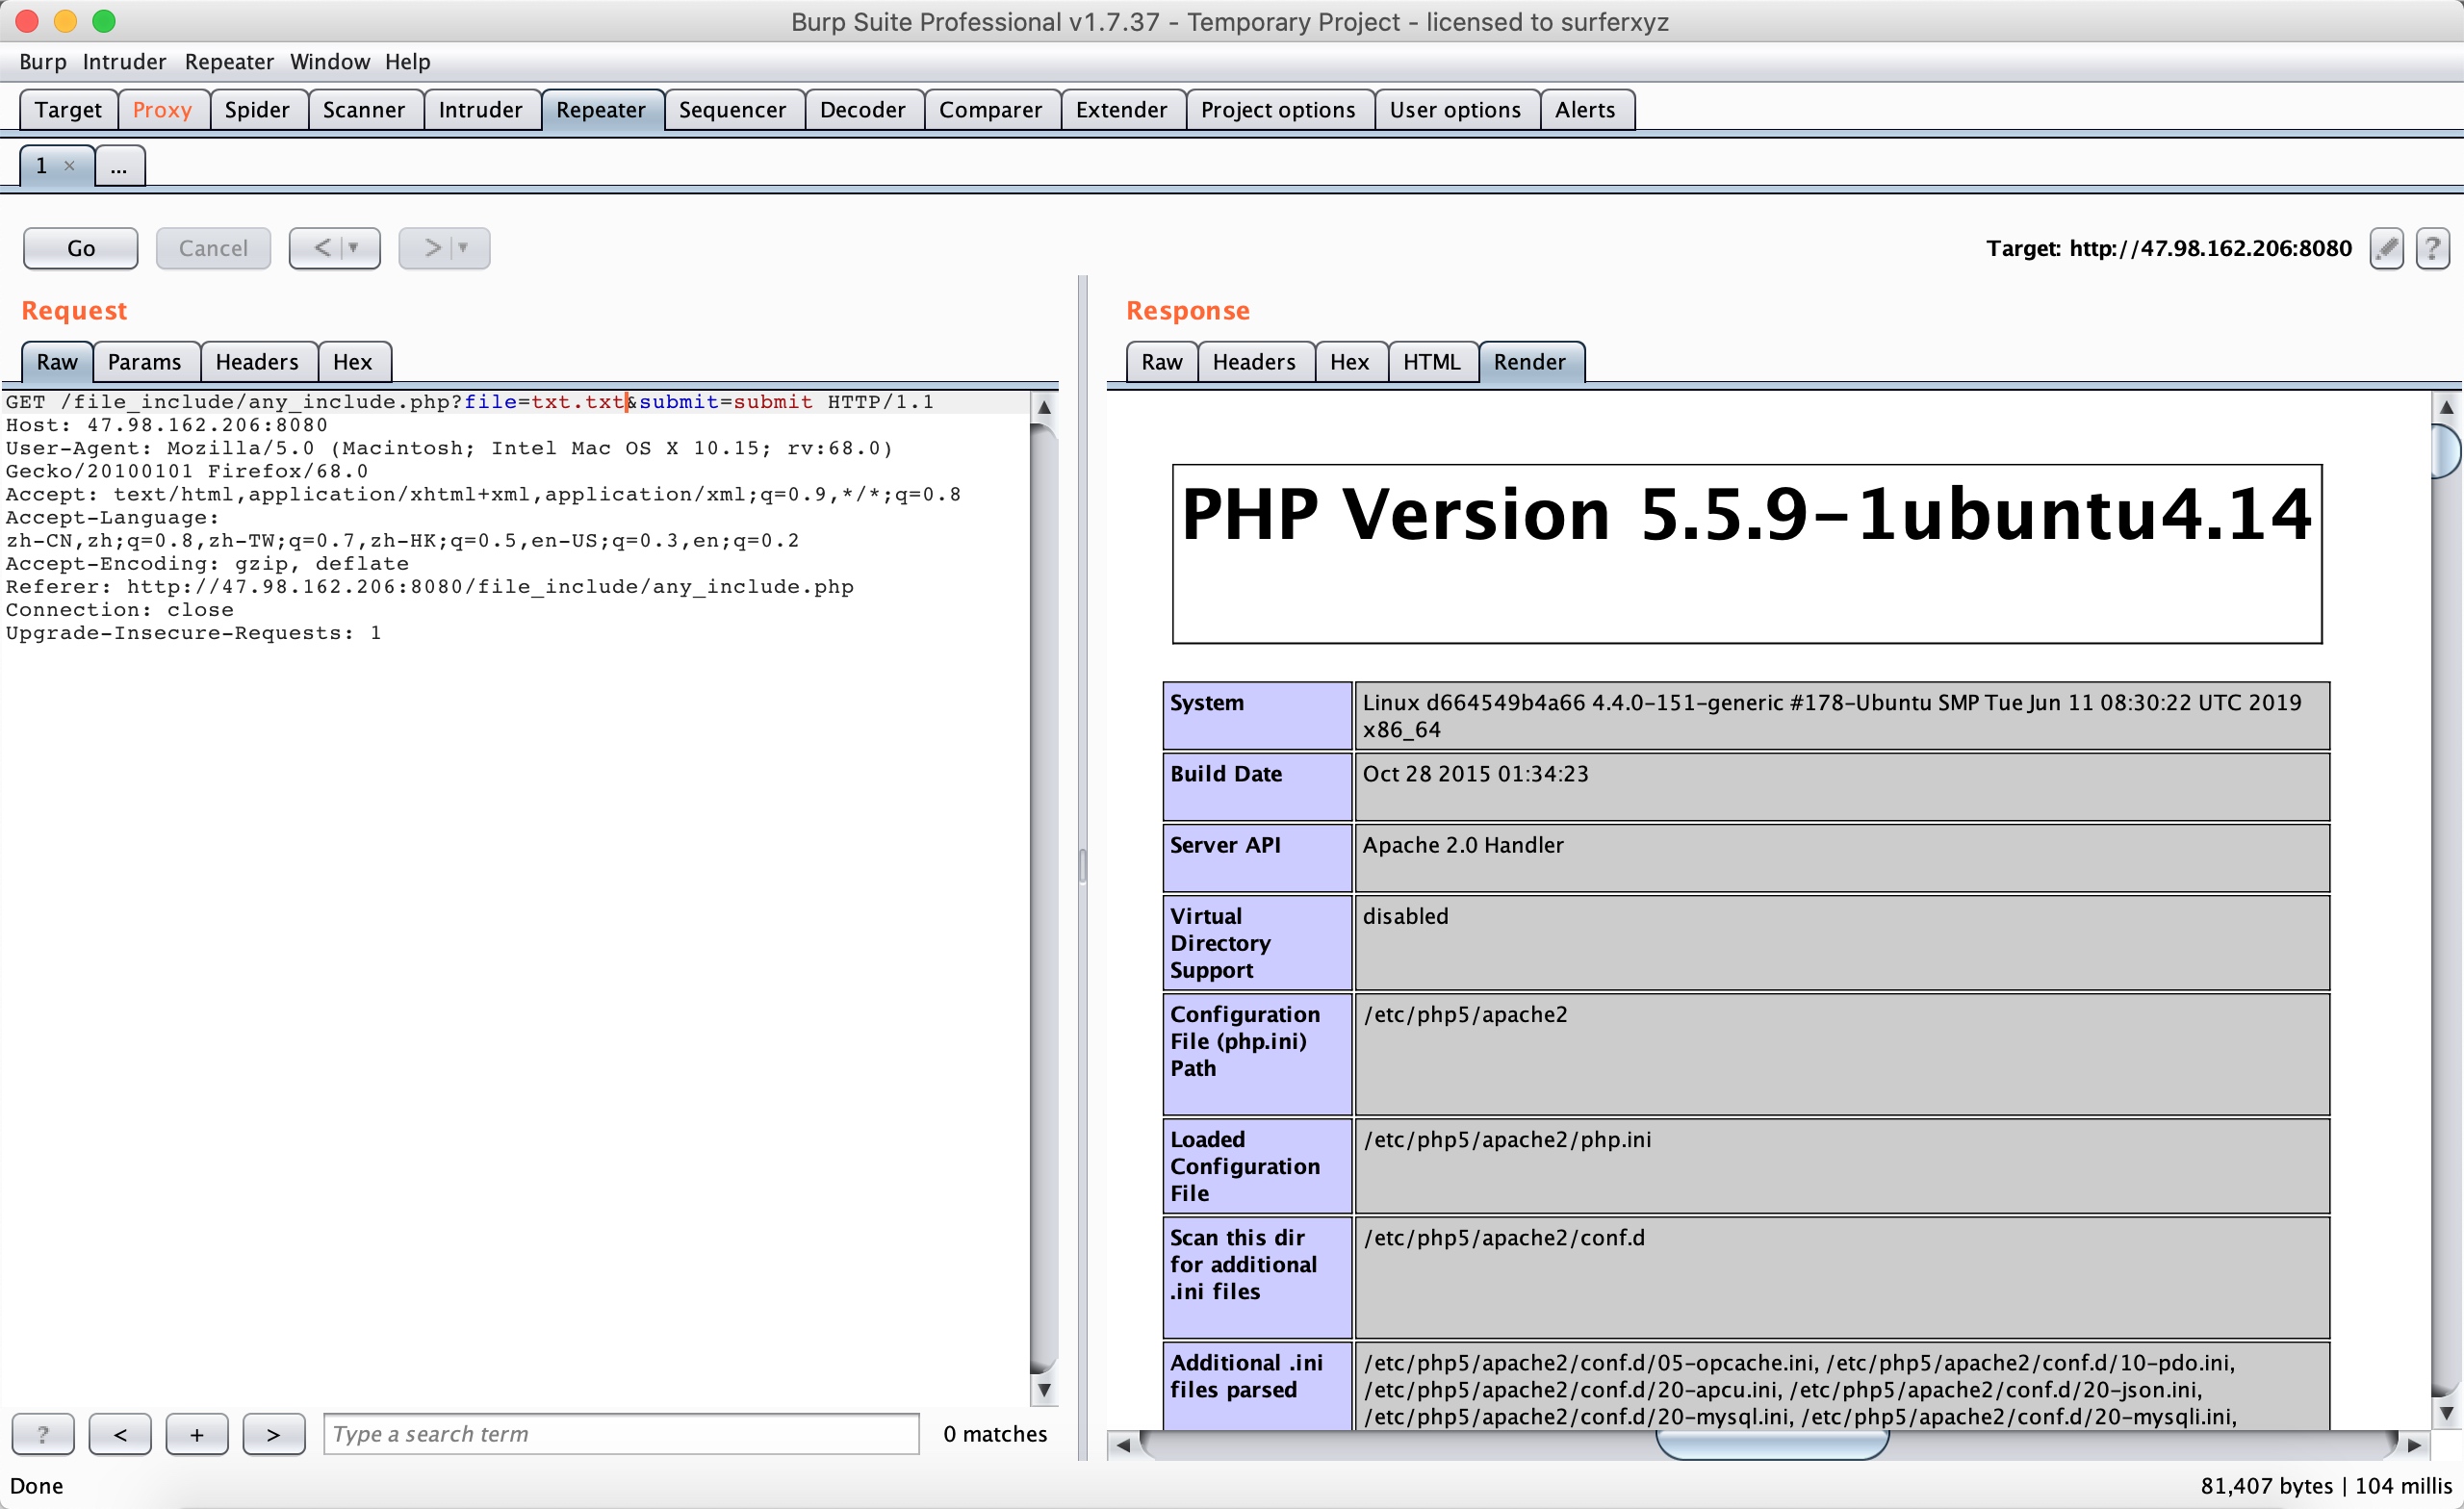 Burp Suite Professional v1.7.37 - Temporary Project - licensed to surferxyz
Burp Intruder Repeater Window Help
Target Proxy Spider Scanner Intruder Repeater Sequencer Decoder Comparer Extender Project options User options Alerts
1 × ...
Go Cancel < ▼ > ▼ Target: http://47.98.162.206:8080 ?
Request
Raw Params Headers Hex
GET /file_include/any_include.php?file=txt.txt&submit=submit HTTP/1.1
Host: 47.98.162.206:8080
User-Agent: Mozilla/5.0 (Macintosh; Intel Mac OS X 10.15; rv:68.0)
Gecko/20100101 Firefox/68.0
Accept: text/html,application/xhtml+xml,application/xml;q=0.9,*/*;q=0.8
Accept-Language:
zh-CN,zh;q=0.8,zh-TW;q=0.7,zh-HK;q=0.5,en-US;q=0.3,en;q=0.2
Accept-Encoding: gzip, deflate
Referer: http://47.98.162.206:8080/file_include/any_include.php
Connection: close
Upgrade-Insecure-Requests: 1
? < + > Type a search term 0 matches
Response
Raw Headers Hex HTML Render
PHP Version 5.5.9-1ubuntu4.14
System
Linux d664549b4a66 4.4.0-151-generic #178-Ubuntu SMP Tue Jun 11 08:30:22 UTC 2019
x86_64
Build Date
Oct 28 2015 01:34:23
Server API
Apache 2.0 Handler
Virtual
Directory
Support
disabled
Configuration
File (php.ini)
Path
/etc/php5/apache2
Loaded
Configuration
File
/etc/php5/apache2/php.ini
Scan this dir
for additional
.ini files
/etc/php5/apache2/conf.d
Additional .ini
files parsed
/etc/php5/apache2/conf.d/05-opcache.ini, /etc/php5/apache2/conf.d/10-pdo.ini,
/etc/php5/apache2/conf.d/20-apcu.ini, /etc/php5/apache2/conf.d/20-json.ini,
/etc/php5/apache2/conf.d/20-mysql.ini, /etc/php5/apache2/conf.d/20-mysqli.ini,
Done
81,407 bytes | 104 millis